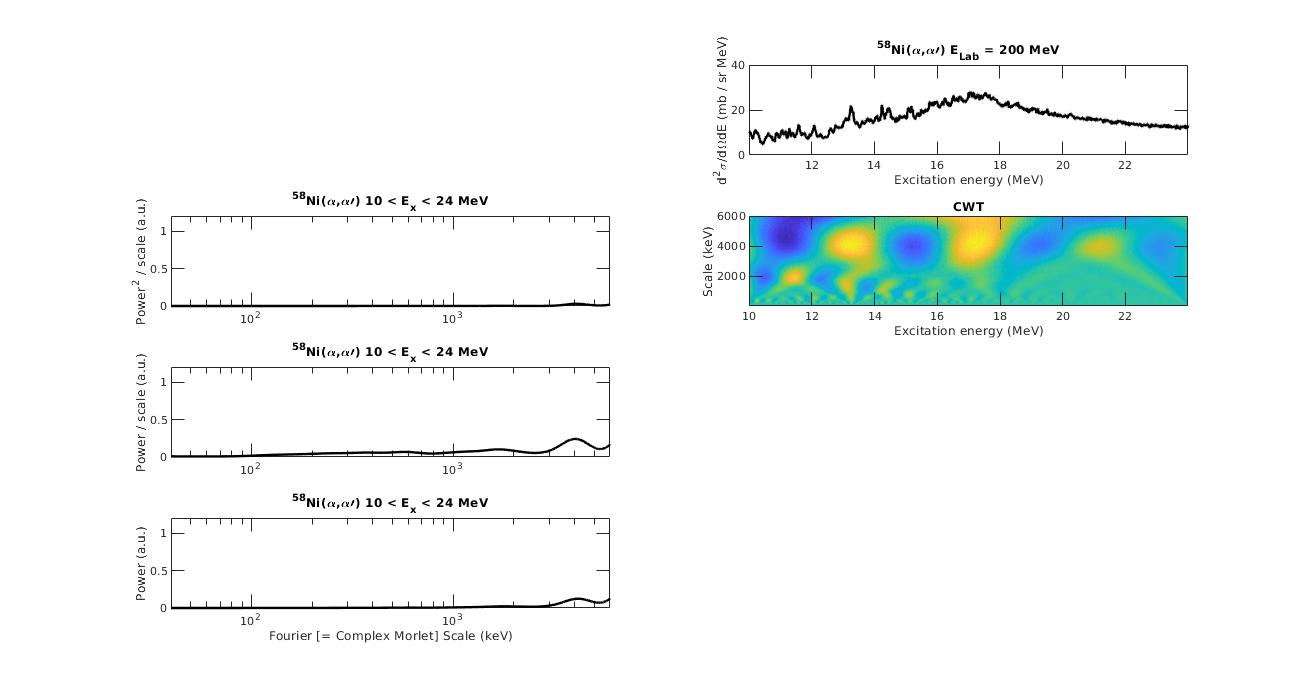 ⁵⁸Ni(α,α′) 10 < Eₓ < 24 MeV
Power² / scale (a.u.)
1
0.5
0
10² 10³
⁵⁸Ni(α,α′) 10 < Eₓ < 24 MeV
Power / scale (a.u.)
1
0.5
0
10² 10³
⁵⁸Ni(α,α′) 10 < Eₓ < 24 MeV
Power (a.u.)
1
0.5
0
10² 10³
Fourier [= Complex Morlet] Scale (keV)
⁵⁸Ni(α,α′) E_Lab = 200 MeV
d²σ/dΩdE (mb / sr MeV)
40
20
0
12 14 16 18 20 22
Excitation energy (MeV)
CWT
Scale (keV)
6000
4000
2000
10 12 14 16 18 20 22
Excitation energy (MeV)